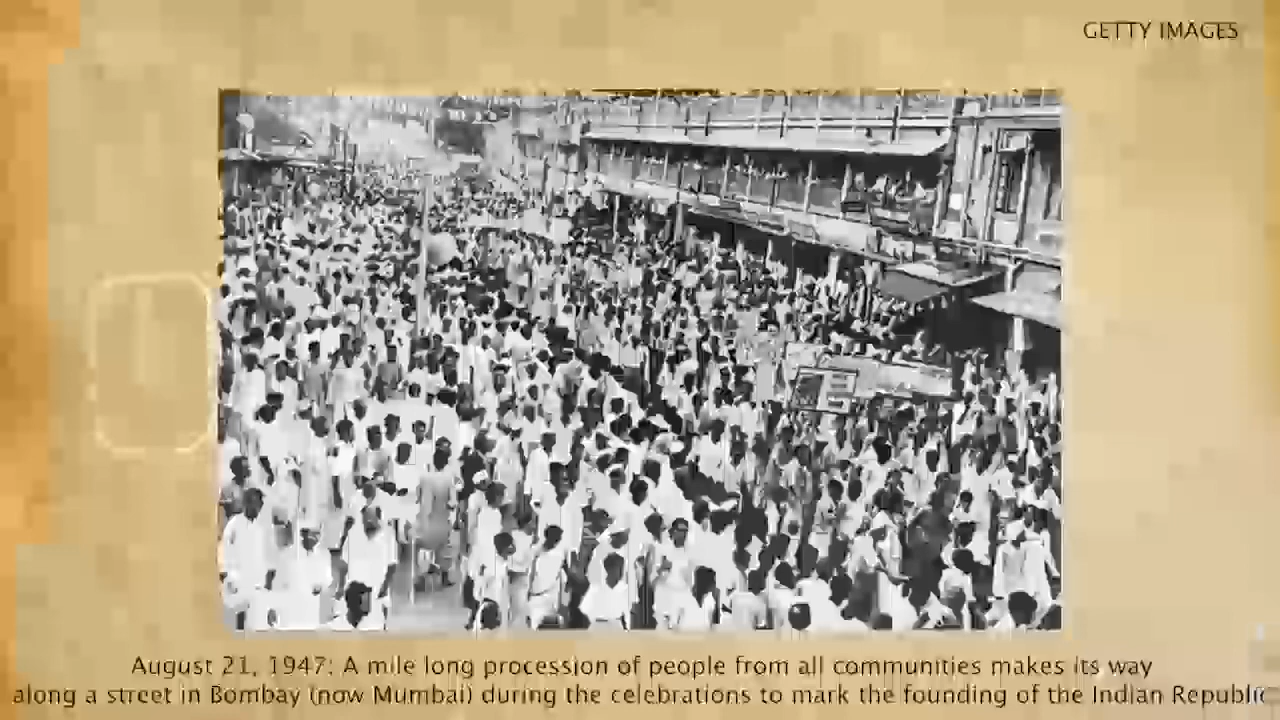 GETTY IMAGES
August 21, 1947: A mile long procession of people from all communities makes its way
along a street in Bombay (now Mumbai) during the celebrations to mark the founding of the Indian Republic